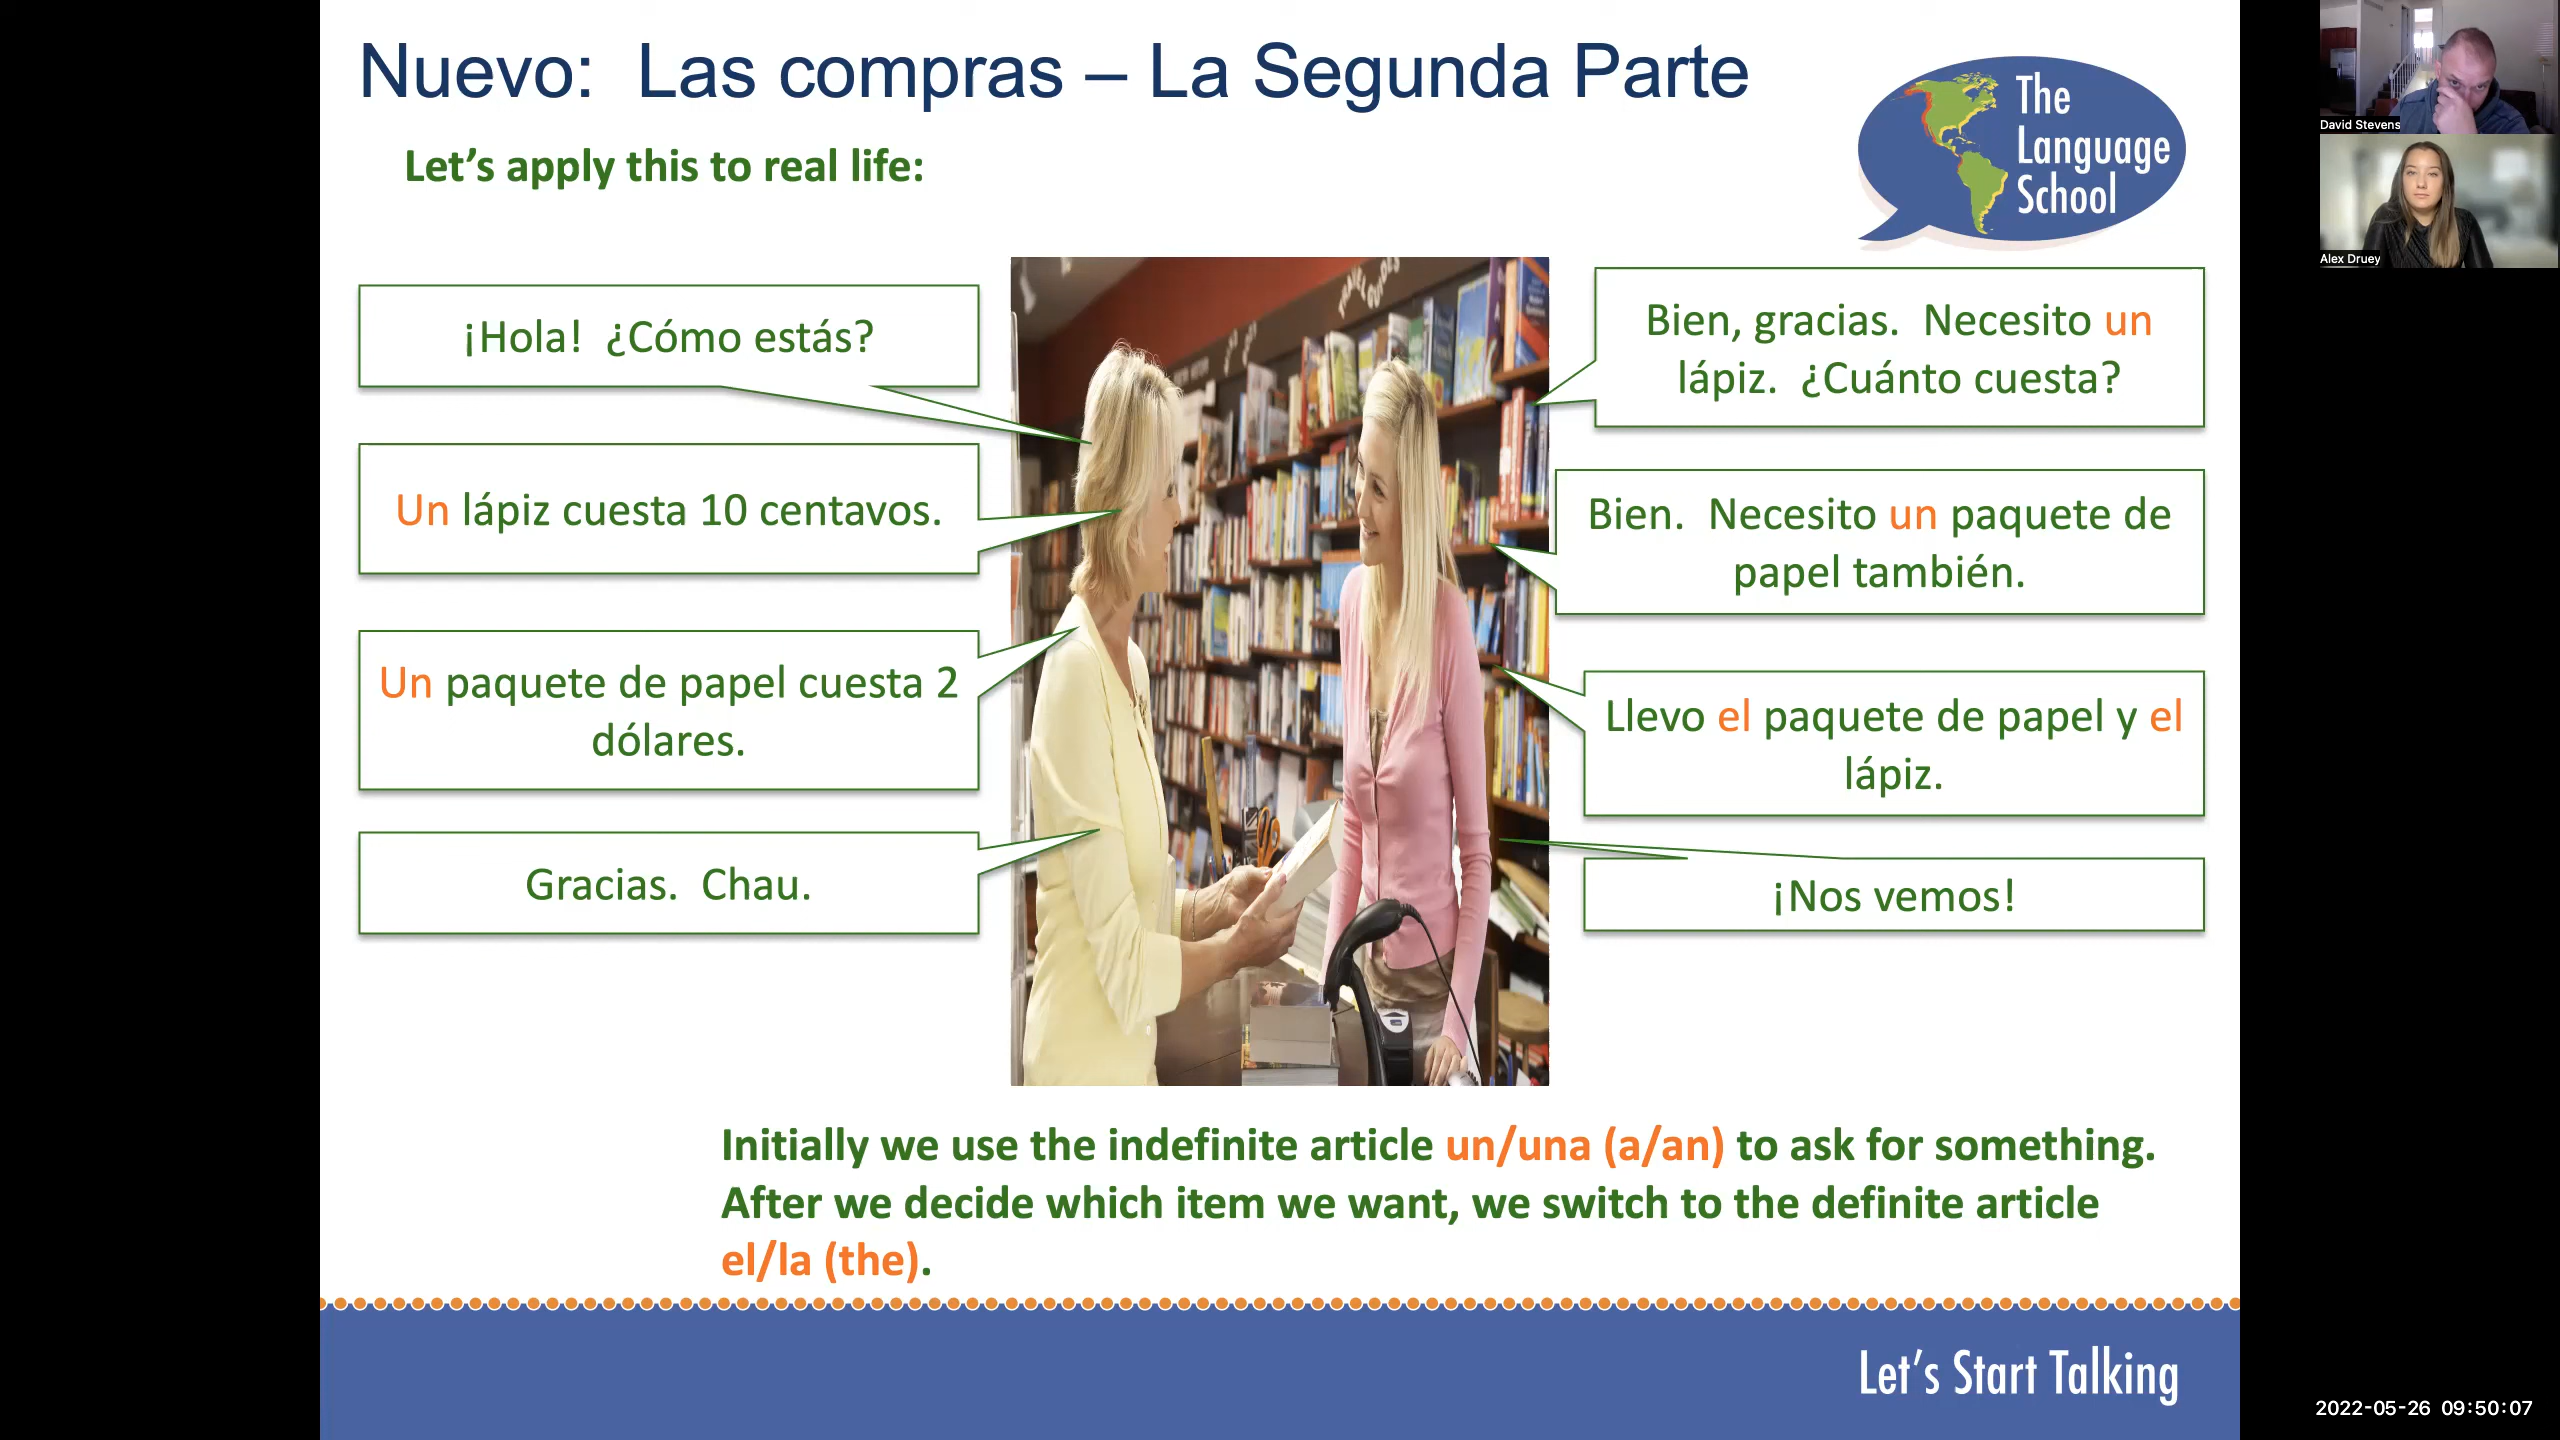 Nuevo:  Las compras – La Segunda Parte
The
Language
School
Let’s apply this to real life:
¡Hola!  ¿Cómo estás?
Bien, gracias.  Necesito un
lápiz.  ¿Cuánto cuesta?
Un lápiz cuesta 10 centavos.
Bien.  Necesito un paquete de
papel también.
Un paquete de papel cuesta 2
dólares.
Llevo el paquete de papel y el
lápiz.
Gracias.  Chau.
¡Nos vemos!
TRAVEL GUIDES
Initially we use the indefinite article un/una (a/an) to ask for something.
After we decide which item we want, we switch to the definite article
el/la (the).
Let’s Start Talking
David Stevens
Alex Druey
2022-05-26 09:50:07